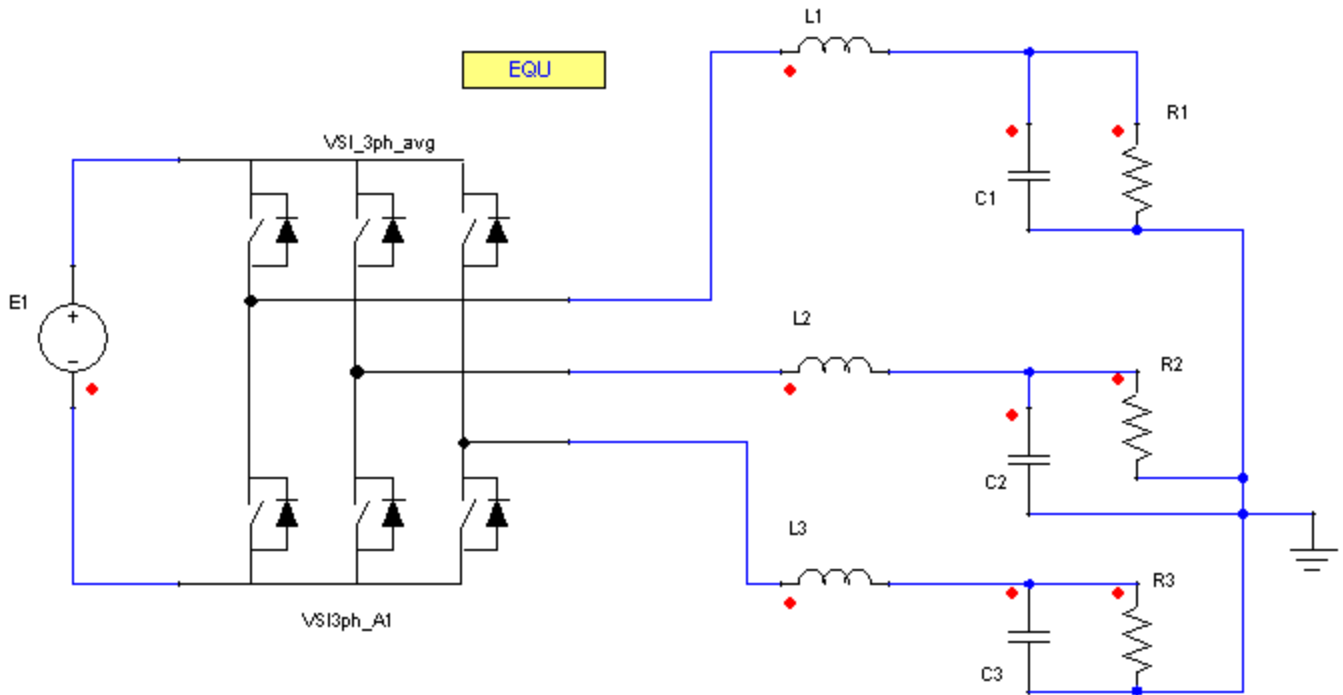 L1
EQU
R1
VSI_3ph_avg
C1
E1
+
−
L2
R2
C2
L3
R3
VSI3ph_A1
C3